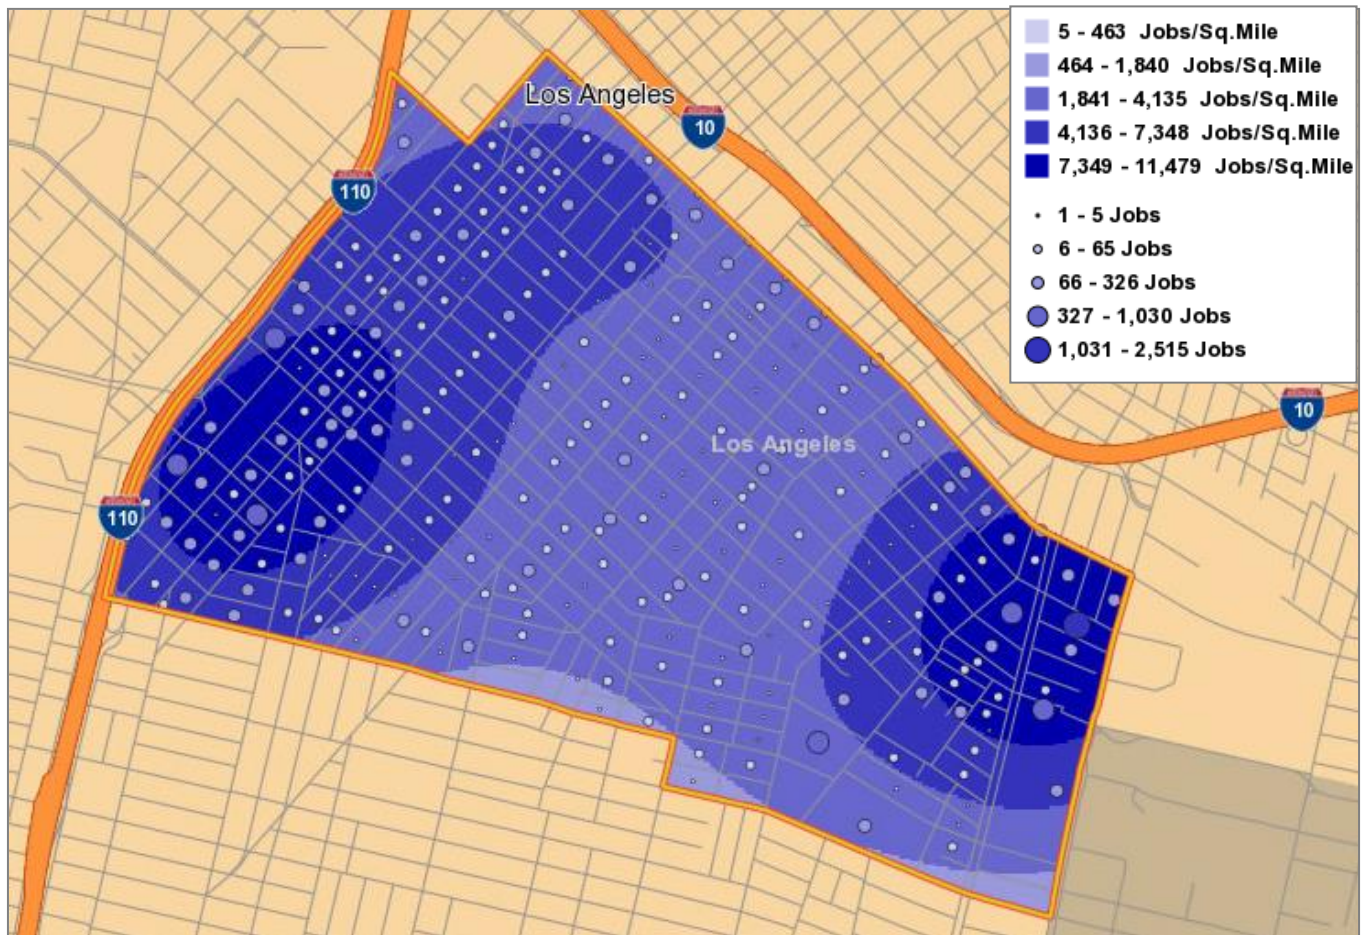 5 - 463 Jobs/Sq.Mile
464 - 1,840 Jobs/Sq.Mile
1,841 - 4,135 Jobs/Sq.Mile
4,136 - 7,348 Jobs/Sq.Mile
7,349 - 11,479 Jobs/Sq.Mile
1 - 5 Jobs
6 - 65 Jobs
66 - 326 Jobs
327 - 1,030 Jobs
1,031 - 2,515 Jobs
Los Angeles
10
110
10
Los Angeles
110